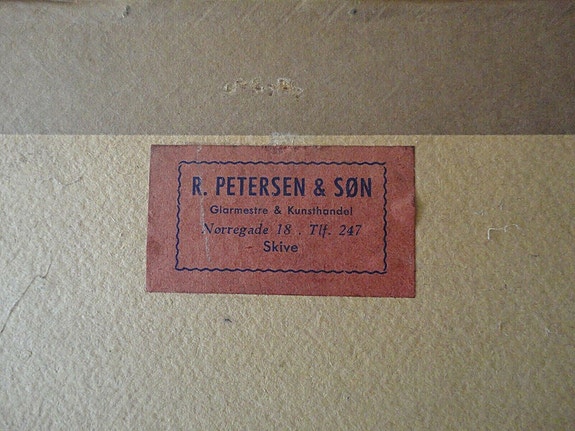 R. PETERSEN & SØN
Glarmestre & Kunsthandel
Nørregade 18 . Tlf. 247
- Skive